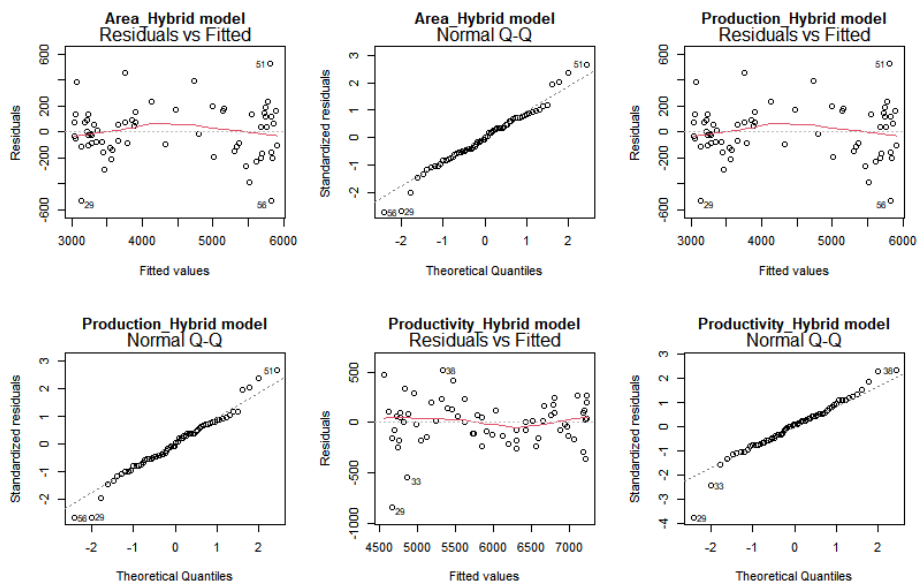 Area_Hybrid model
Residuals vs Fitted
600
200
0
-200
-600
Residuals
51
29
56
3000 4000 5000 6000
Fitted values
Area_Hybrid model
Normal Q-Q
3
2
1
0
-1
-2
Standardized residuals
51
56
29
-2 -1 0 1 2
Theoretical Quantiles
Production_Hybrid model
Residuals vs Fitted
600
200
0
-200
-600
Residuals
51
29
56
3000 4000 5000 6000
Fitted values
Production_Hybrid model
Normal Q-Q
3
2
1
0
-1
-2
Standardized residuals
51
56
29
-2 -1 0 1 2
Theoretical Quantiles
Productivity_Hybrid model
Residuals vs Fitted
500
0
-500
-1000
Residuals
38
33
29
4500 5000 5500 6000 6500 7000
Fitted values
Productivity_Hybrid model
Normal Q-Q
3
2
1
0
-1
-2
-3
-4
Standardized residuals
38
33
29
-2 -1 0 1 2
Theoretical Quantiles